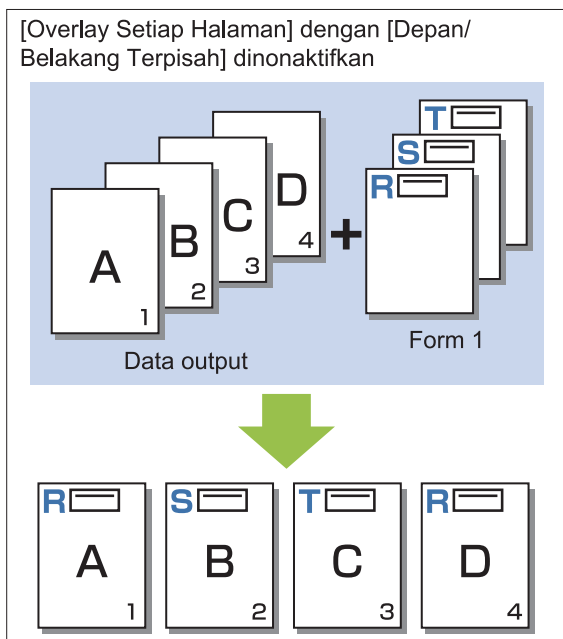 [Overlay Setiap Halaman] dengan [Depan/
Belakang Terpisah] dinonaktifkan
A
1
B
2
C
3
D
4
+
R
S
T
Data output
Form 1
R
A
1
S
B
2
T
C
3
R
D
4